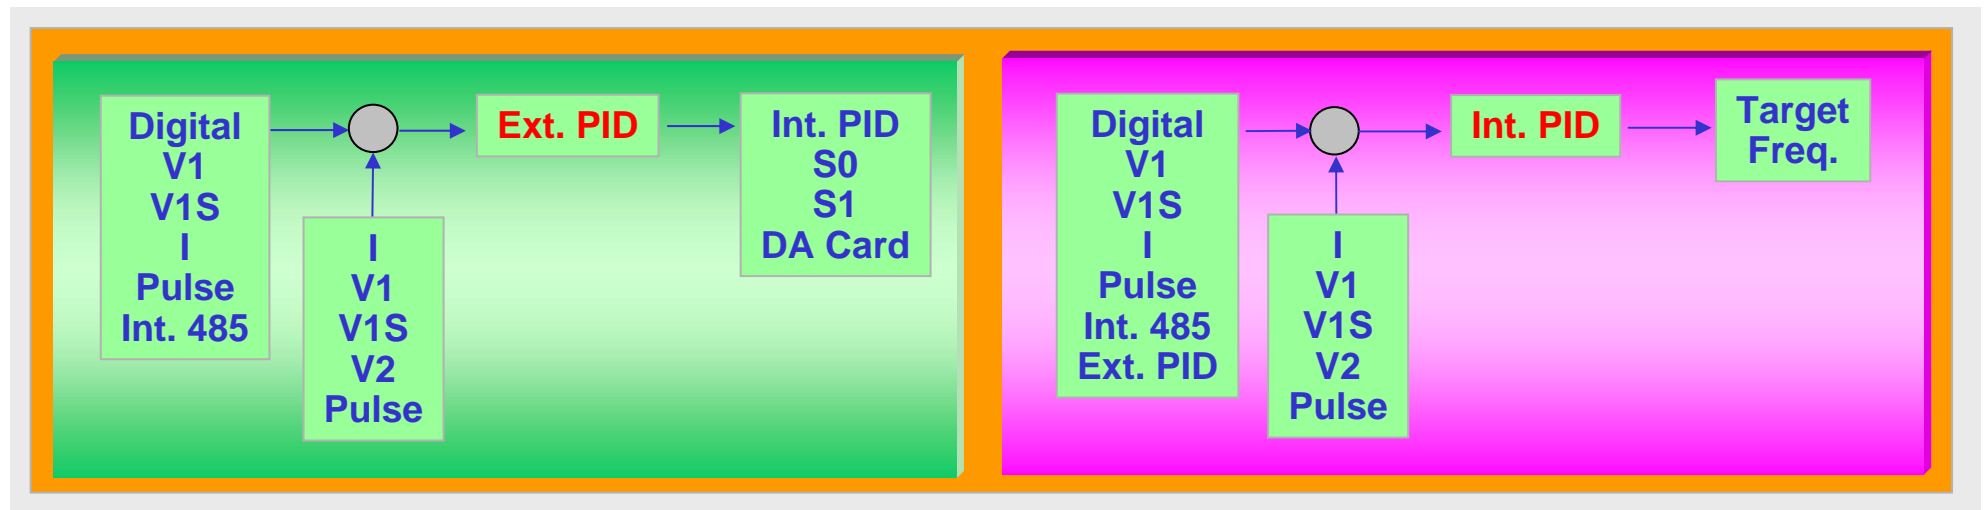 Digital
V1
V1S
I
Pulse
Int. 485
I
V1
V1S
V2
Pulse
Ext. PID
Int. PID
S0
S1
DA Card
Digital
V1
V1S
I
Pulse
Int. 485
Ext. PID
I
V1
V1S
V2
Pulse
Int. PID
Target
Freq.